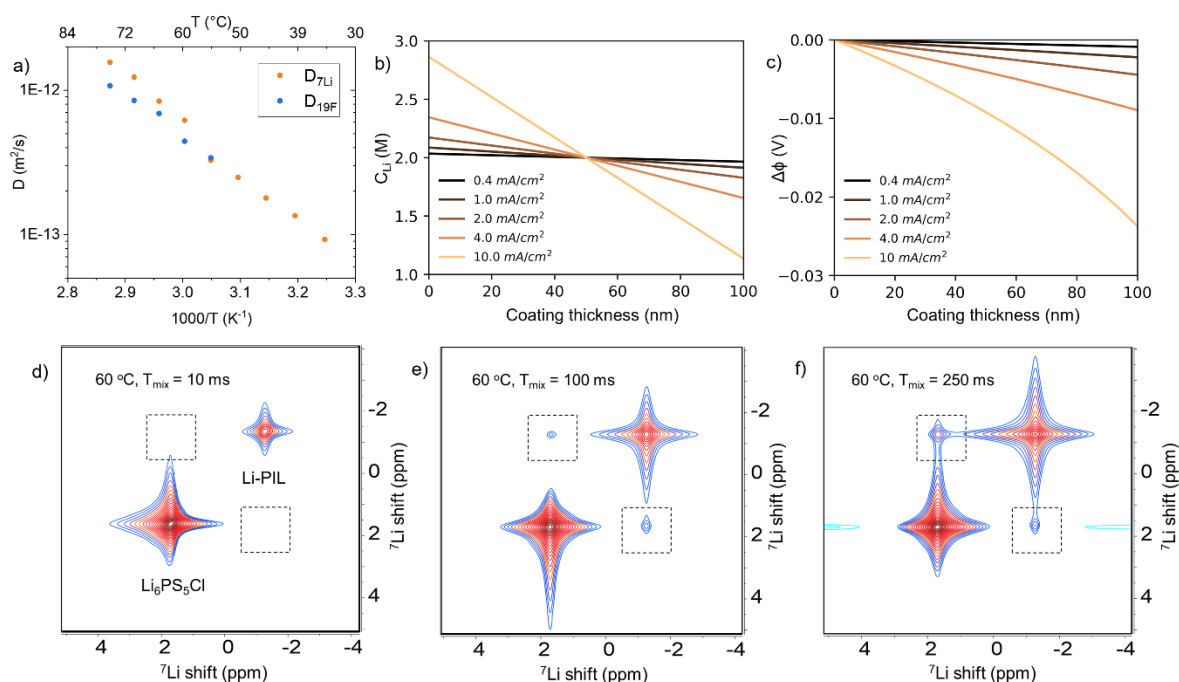 T (°C)
84 72 60 48 36
a)
D7Li
D19F
1E-12
1E-13
D (m²/s)
2.8 2.9 3.0 3.1 3.2 3.3
1000/T (K⁻¹)
b)
3.0
2.5
2.0
1.5
1.0
CLi (M)
0.4 mA/cm²
1.0 mA/cm²
2.0 mA/cm²
4.0 mA/cm²
10.0 mA/cm²
0 20 40 60 80 100
Coating thickness (nm)
c)
0.00
−0.01
−0.02
−0.03
Δϕ (V)
0.4 mA/cm²
1.0 mA/cm²
2.0 mA/cm²
4.0 mA/cm²
10 mA/cm²
0 20 40 60 80 100
Coating thickness (nm)
d)
60 °C, Tmix = 10 ms
Li-PIL
Li6PS5Cl
-2
0
2
4
⁷Li shift (ppm)
4 2 0 -2 -4
⁷Li shift (ppm)
e)
60 °C, Tmix = 100 ms
-2
0
2
4
⁷Li shift (ppm)
4 2 0 -2 -4
⁷Li shift (ppm)
f)
60 °C, Tmix = 250 ms
-2
0
2
4
⁷Li shift (ppm)
4 2 0 -2 -4
⁷Li shift (ppm)